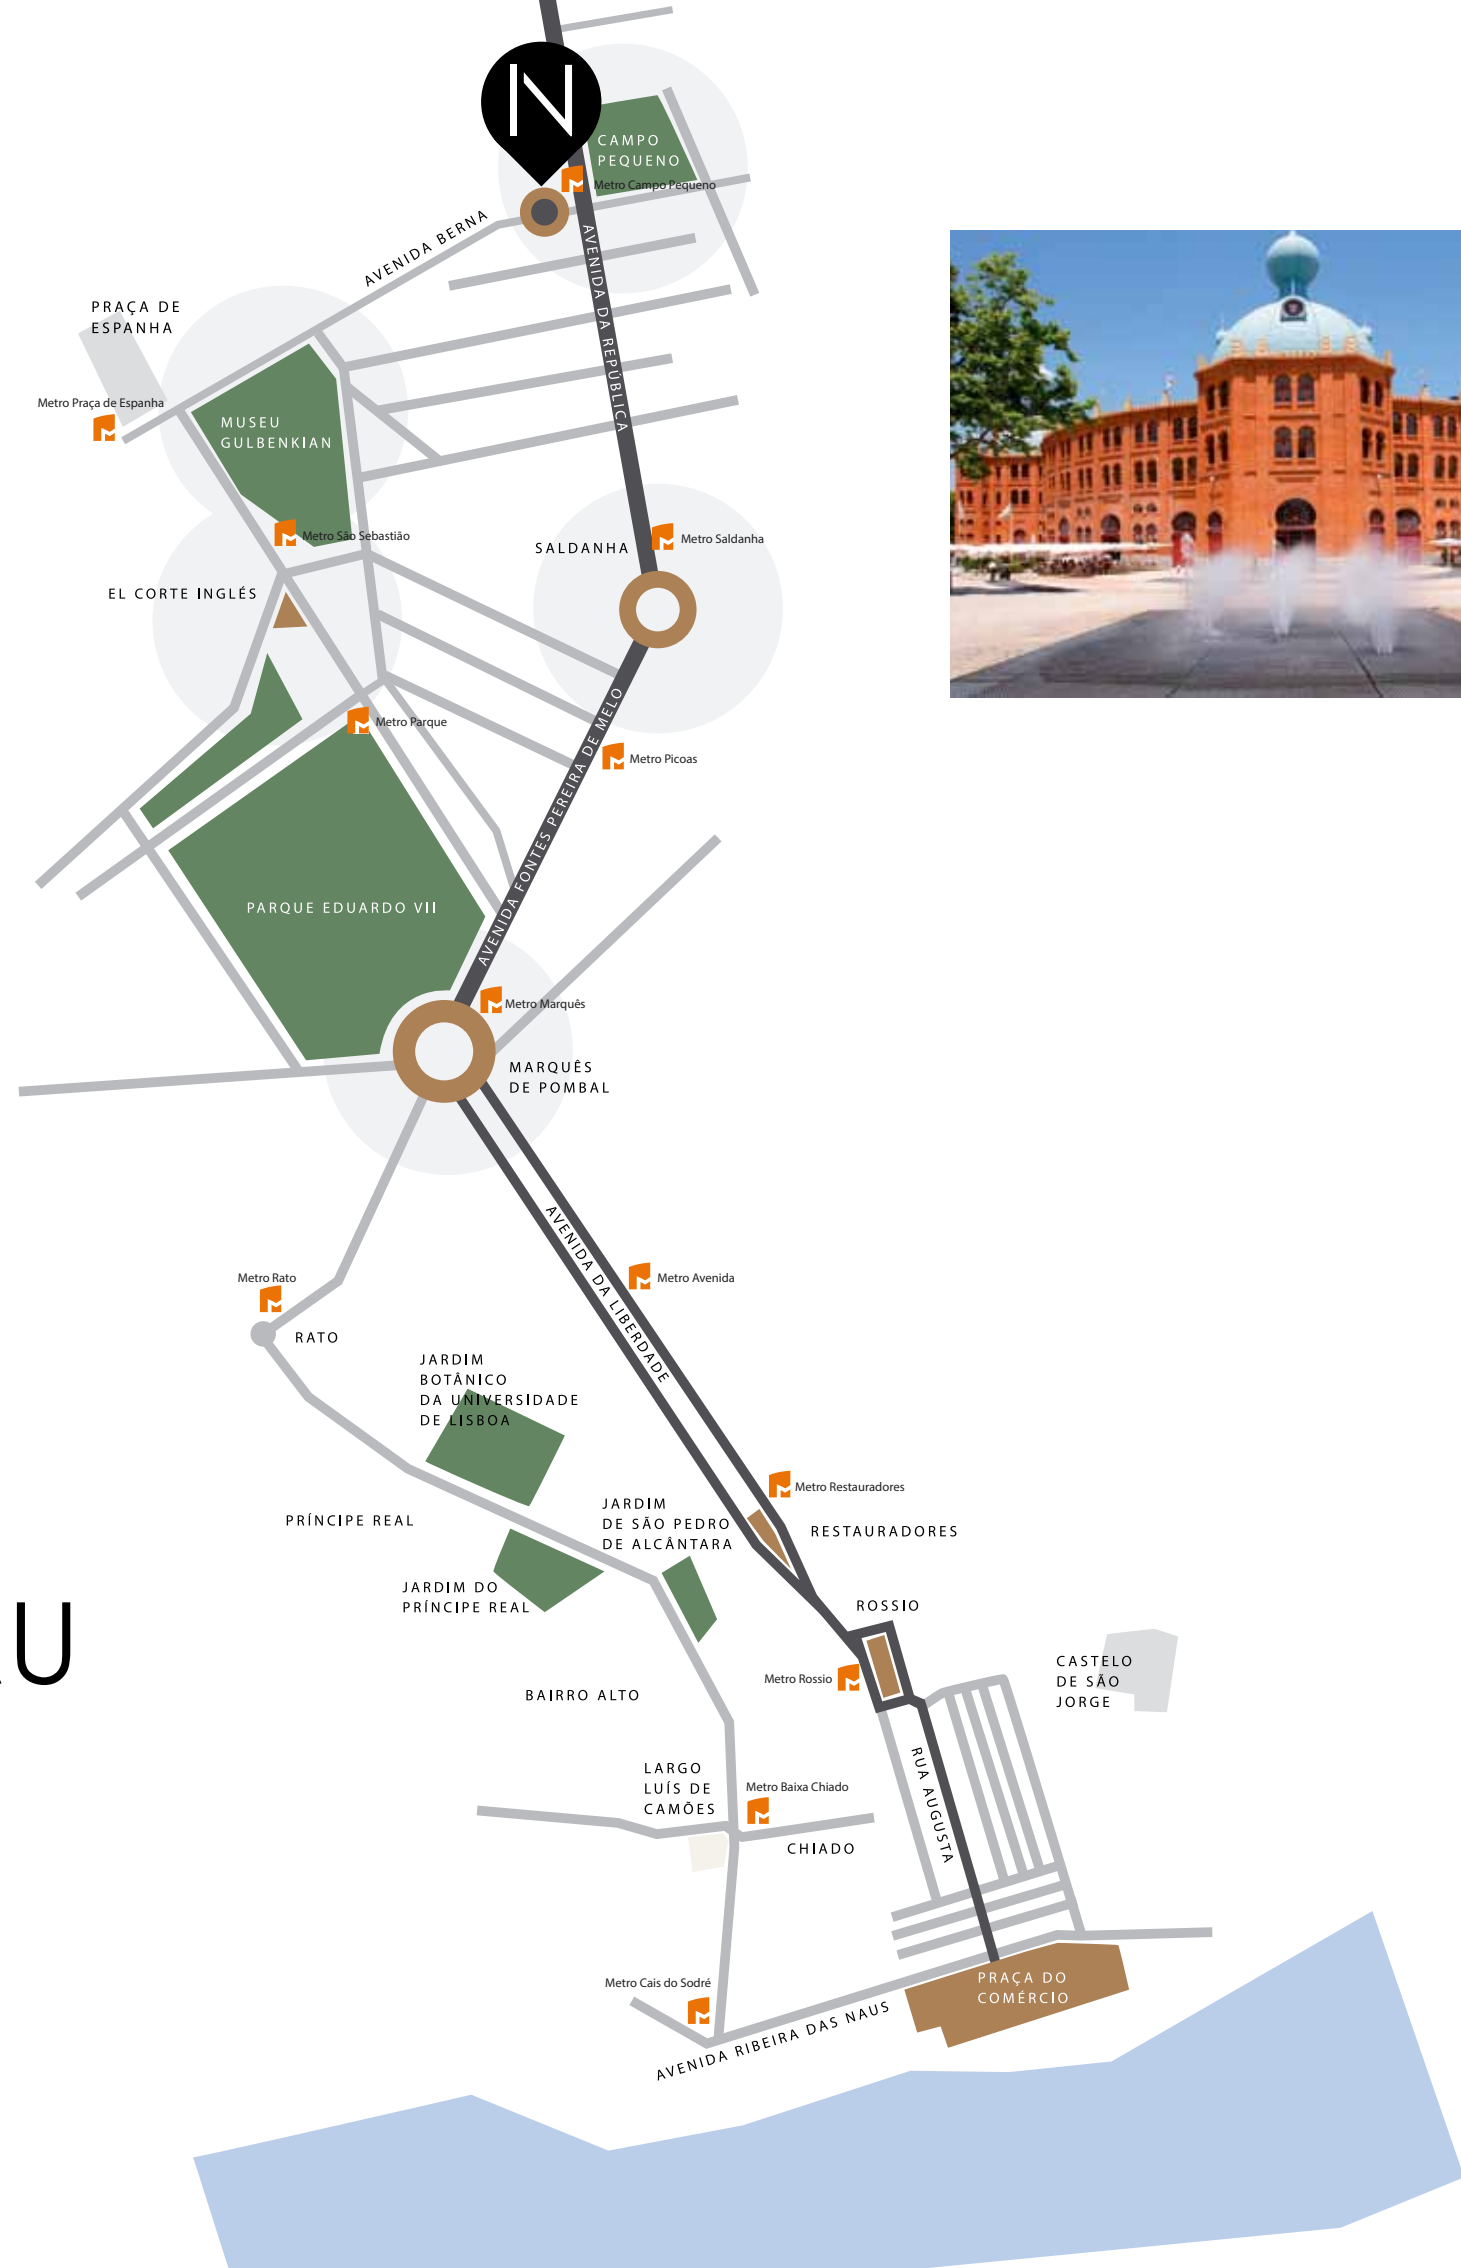 N
CAMPO
PEQUENO
Metro Campo Pequeno
AVENIDA BERNA
AVENIDA DA REPÚBLICA
PRAÇA DE
ESPANHA
Metro Praça de Espanha
MUSEU
GULBENKIAN
Metro São Sebastião
SALDANHA
Metro Saldanha
EL CORTE INGLÉS
Metro Parque
AVENIDA FONTES PEREIRA DE MELO
Metro Picoas
PARQUE EDUARDO VII
Metro Marquês
MARQUÊS
DE POMBAL
AVENIDA DA LIBERDADE
Metro Avenida
Metro Rato
RATO
JARDIM
BOTÂNICO
DA UNIVERSIDADE
DE LISBOA
Metro Restauradores
RESTAURADORES
PRÍNCIPE REAL
JARDIM
DE SÃO PEDRO
DE ALCÂNTARA
JARDIM DO
PRÍNCIPE REAL
ROSSIO
U
Metro Rossio
CASTELO
DE SÃO
JORGE
BAIRRO ALTO
RUA AUGUSTA
LARGO
LUÍS DE
CAMÕES
Metro Baixa Chiado
CHIADO
Metro Cais do Sodré
PRAÇA DO
COMÉRCIO
AVENIDA RIBEIRA DAS NAUS